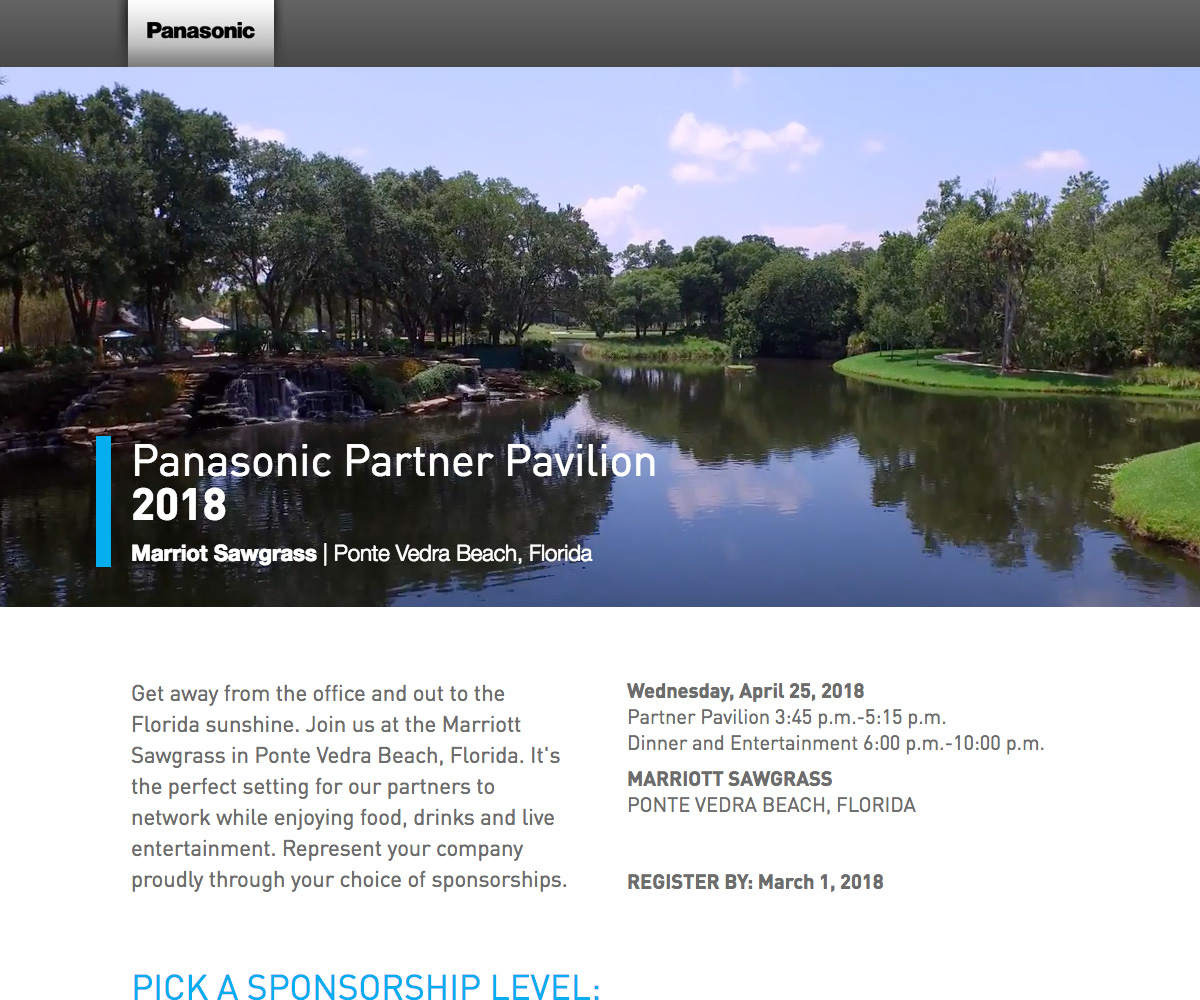 Panasonic
Panasonic Partner Pavilion
2018
Marriot Sawgrass | Ponte Vedra Beach, Florida
Get away from the office and out to the
Florida sunshine. Join us at the Marriott
Sawgrass in Ponte Vedra Beach, Florida. It's
the perfect setting for our partners to
network while enjoying food, drinks and live
entertainment. Represent your company
proudly through your choice of sponsorships.
Wednesday, April 25, 2018
Partner Pavilion 3:45 p.m.-5:15 p.m.
Dinner and Entertainment 6:00 p.m.-10:00 p.m.
MARRIOTT SAWGRASS
PONTE VEDRA BEACH, FLORIDA
REGISTER BY: March 1, 2018
PICK A SPONSORSHIP LEVEL: